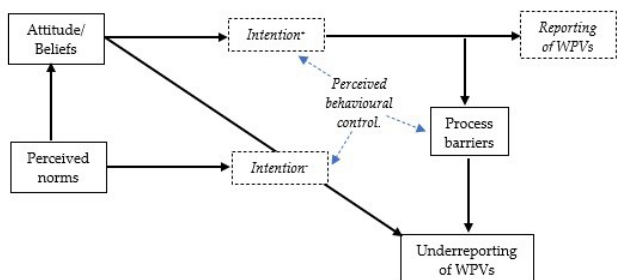 Attitude/
Beliefs
Intention⁺
Reporting
of WPVs
Perceived
behavioural
control.
Process
barriers
Perceived
norms
Intention⁻
Underreporting
of WPVs